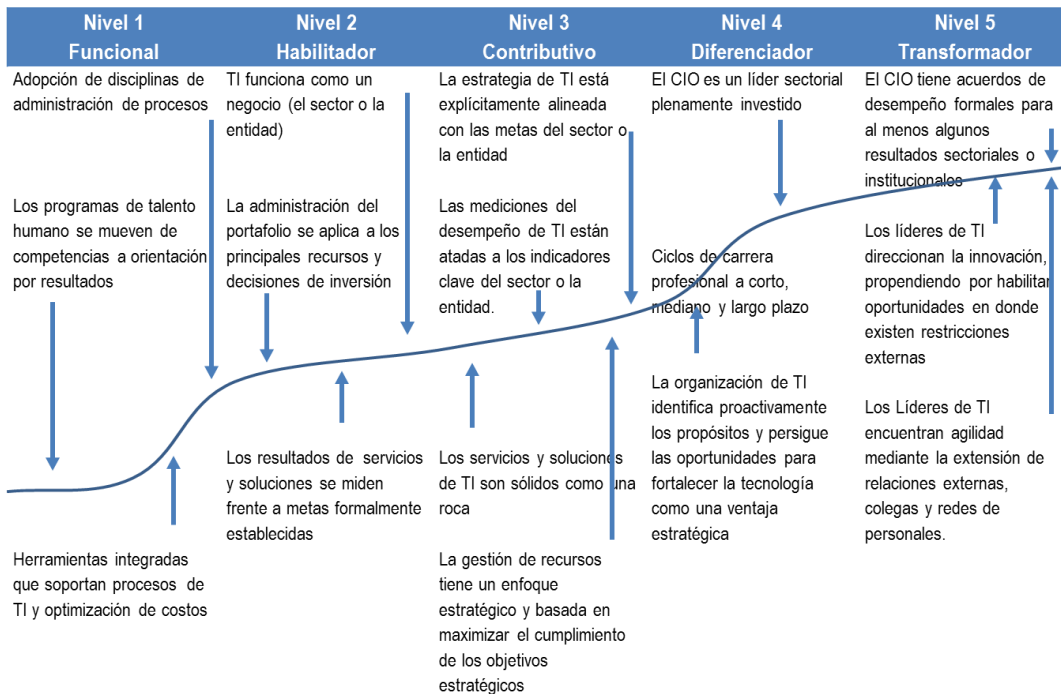 Nivel 1
Funcional
Adopción de disciplinas de
administración de procesos
Los programas de talento
humano se mueven de
competencias a orientación
por resultados
Herramientas integradas
que soportan procesos de
TI y optimización de costos
Nivel 2
Habilitador
TI funciona como un
negocio (el sector o la
entidad)
La administración del
portafolio se aplica a los
principales recursos y
decisiones de inversión
Los resultados de servicios
y soluciones se miden
frente a metas formalmente
establecidas
Nivel 3
Contributivo
La estrategia de TI está
explícitamente alineada
con las metas del sector o
la entidad
Las mediciones del
desempeño de TI están
atadas a los indicadores
clave del sector o la
entidad.
Los servicios y soluciones
de TI son sólidos como una
roca
La gestión de recursos
tiene un enfoque
estratégico y basada en
maximizar el cumplimiento
de los objetivos
estratégicos
Nivel 4
Diferenciador
El CIO es un líder sectorial
plenamente investido
Ciclos de carrera
profesional a corto,
mediano y largo plazo
La organización de TI
identifica proactivamente
los propósitos y persigue
las oportunidades para
fortalecer la tecnología
como una ventaja
estratégica
Nivel 5
Transformador
El CIO tiene acuerdos de
desempeño formales para
al menos algunos
resultados sectoriales o
institucionales
Los líderes de TI
direccionan la innovación,
propendiendo por habilitar
oportunidades en donde
existen restricciones
externas
Los Líderes de TI
encuentran agilidad
mediante la extensión de
relaciones externas,
colegas y redes de
personales.